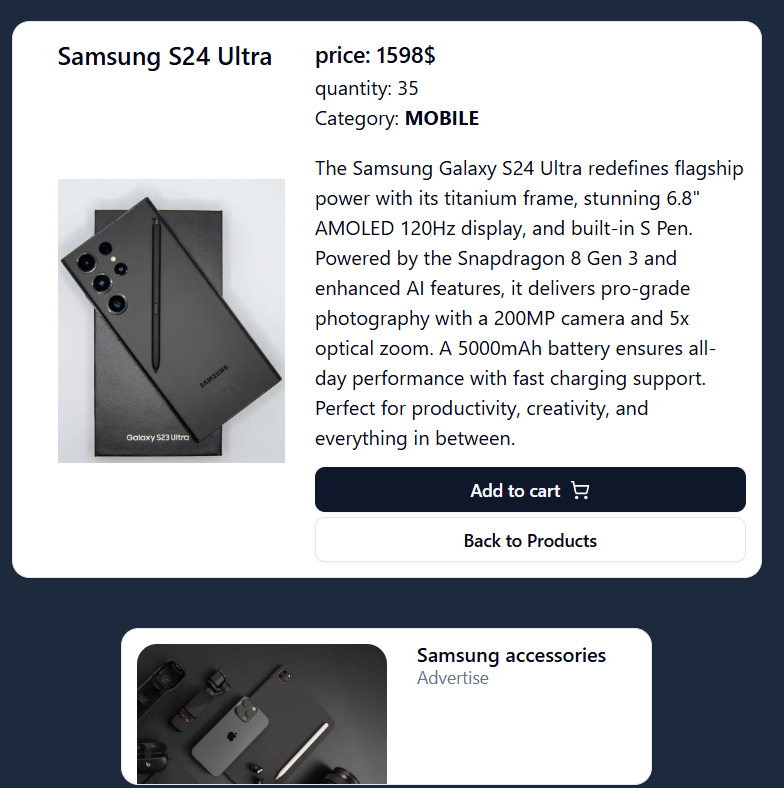 Samsung S24 Ultra
price: 1598$
quantity: 35
Category: MOBILE
The Samsung Galaxy S24 Ultra redefines flagship
power with its titanium frame, stunning 6.8"
AMOLED 120Hz display, and built-in S Pen.
Powered by the Snapdragon 8 Gen 3 and
enhanced AI features, it delivers pro-grade
photography with a 200MP camera and 5x
optical zoom. A 5000mAh battery ensures all-
day performance with fast charging support.
Perfect for productivity, creativity, and
everything in between.
SAMSUNG
Galaxy S23 Ultra
Add to cart
Back to Products
Samsung accessories
Advertise